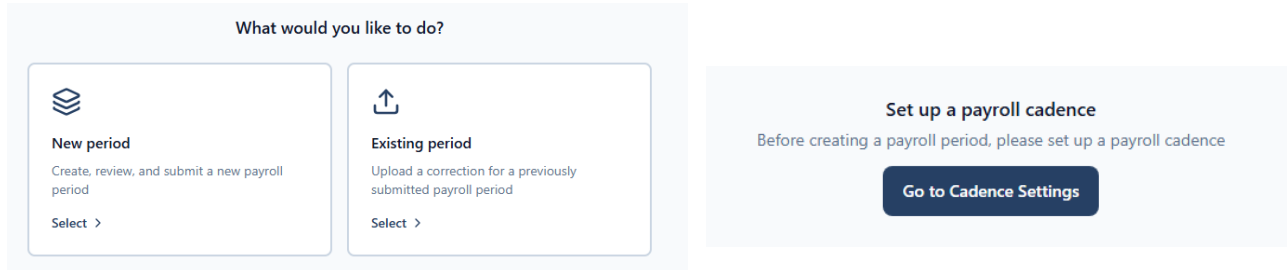 What would you like to do?
New period
Create, review, and submit a new payroll
period
Select
Existing period
Upload a correction for a previously
submitted payroll period
Select
Set up a payroll cadence
Before creating a payroll period, please set up a payroll cadence
Go to Cadence Settings